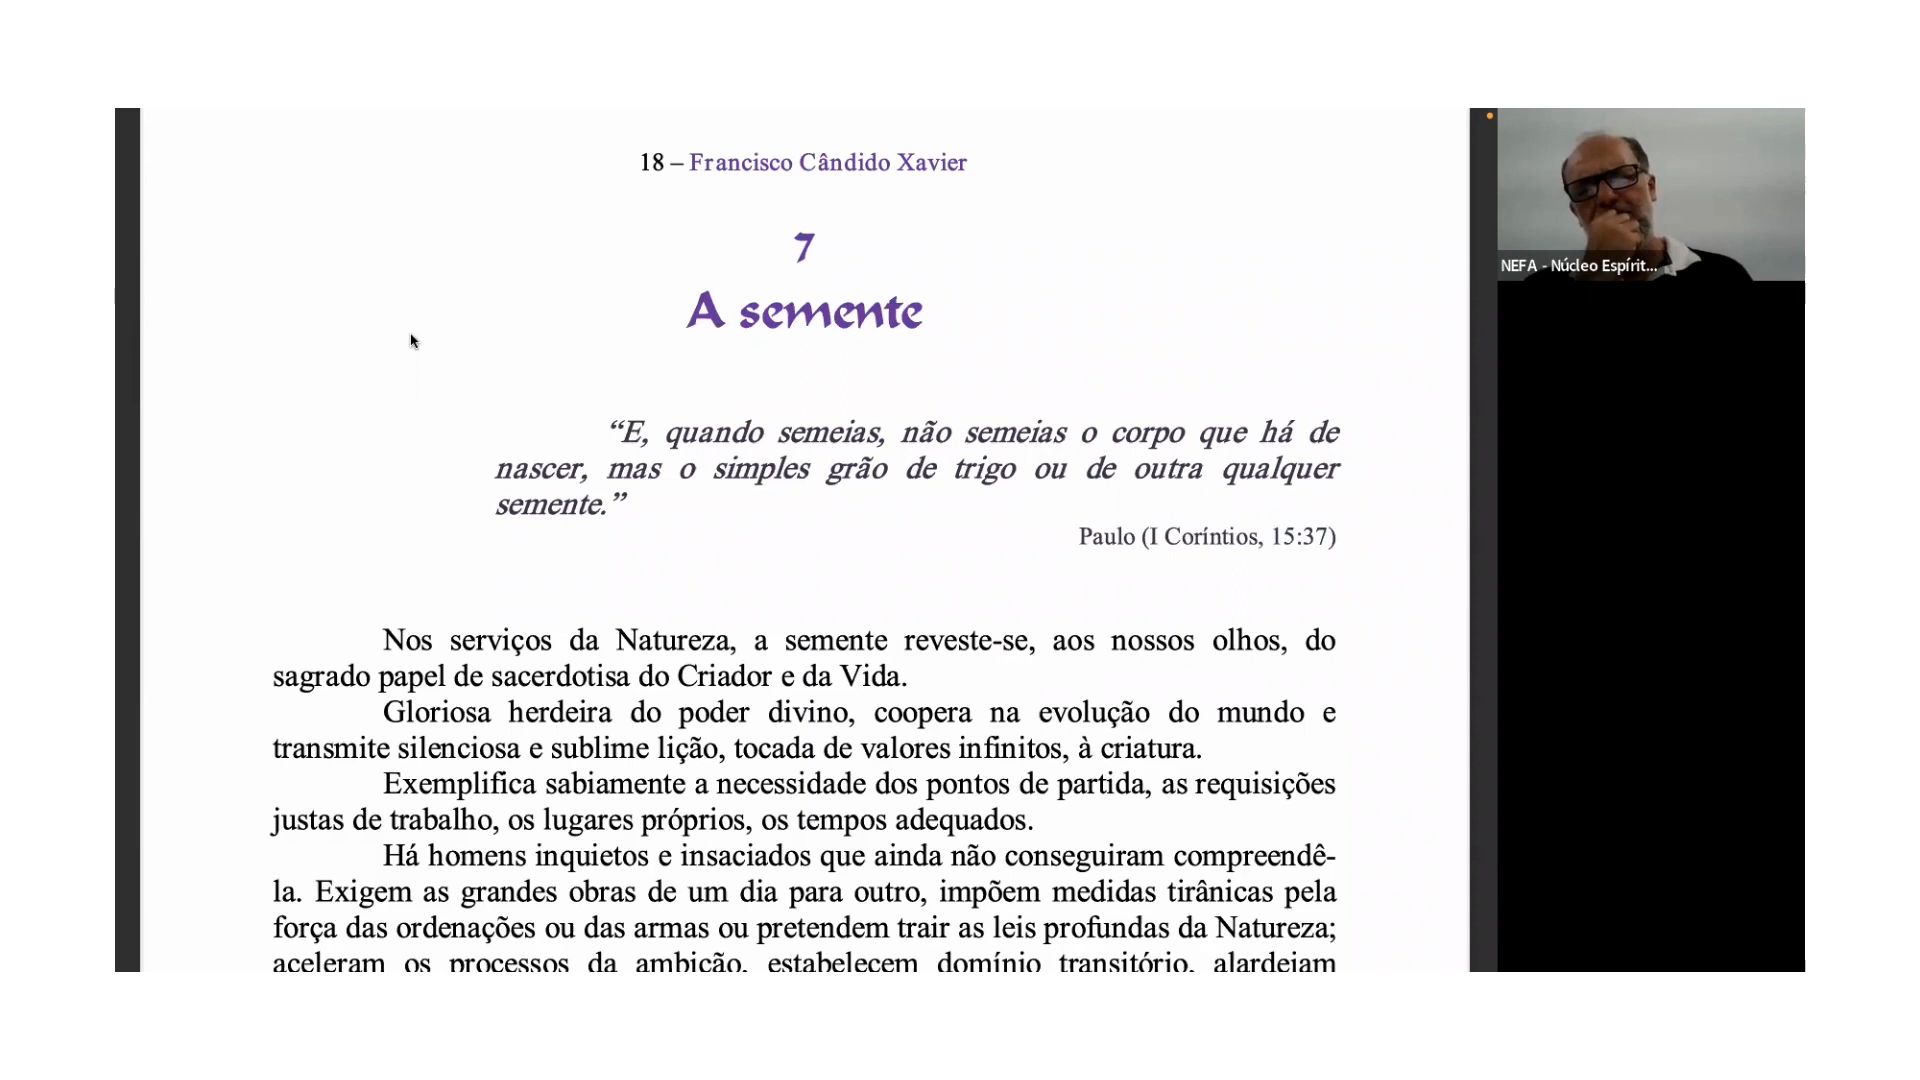 18 – Francisco Cândido Xavier
7
A semente
“E, quando semeias, não semeias o corpo que há de
nascer, mas o simples grão de trigo ou de outra qualquer
semente.”
Paulo (I Coríntios, 15:37)
Nos serviços da Natureza, a semente reveste-se, aos nossos olhos, do
sagrado papel de sacerdotisa do Criador e da Vida.
Gloriosa herdeira do poder divino, coopera na evolução do mundo e
transmite silenciosa e sublime lição, tocada de valores infinitos, à criatura.
Exemplifica sabiamente a necessidade dos pontos de partida, as requisições
justas de trabalho, os lugares próprios, os tempos adequados.
Há homens inquietos e insaciados que ainda não conseguiram compreendê-
la. Exigem as grandes obras de um dia para outro, impõem medidas tirânicas pela
força das ordenações ou das armas ou pretendem trair as leis profundas da Natureza;
aceleram os processos da ambição, estabelecem domínio transitório, alardeiam
NEFA - Núcleo Espírit...